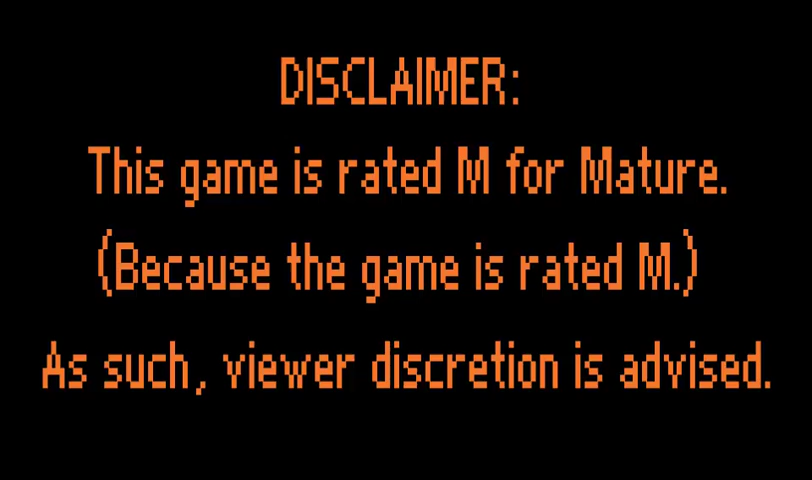 DISCLAIMER:
This game is rated M for Mature.
(Because the game is rated M.)
As such, viewer discretion is advised.